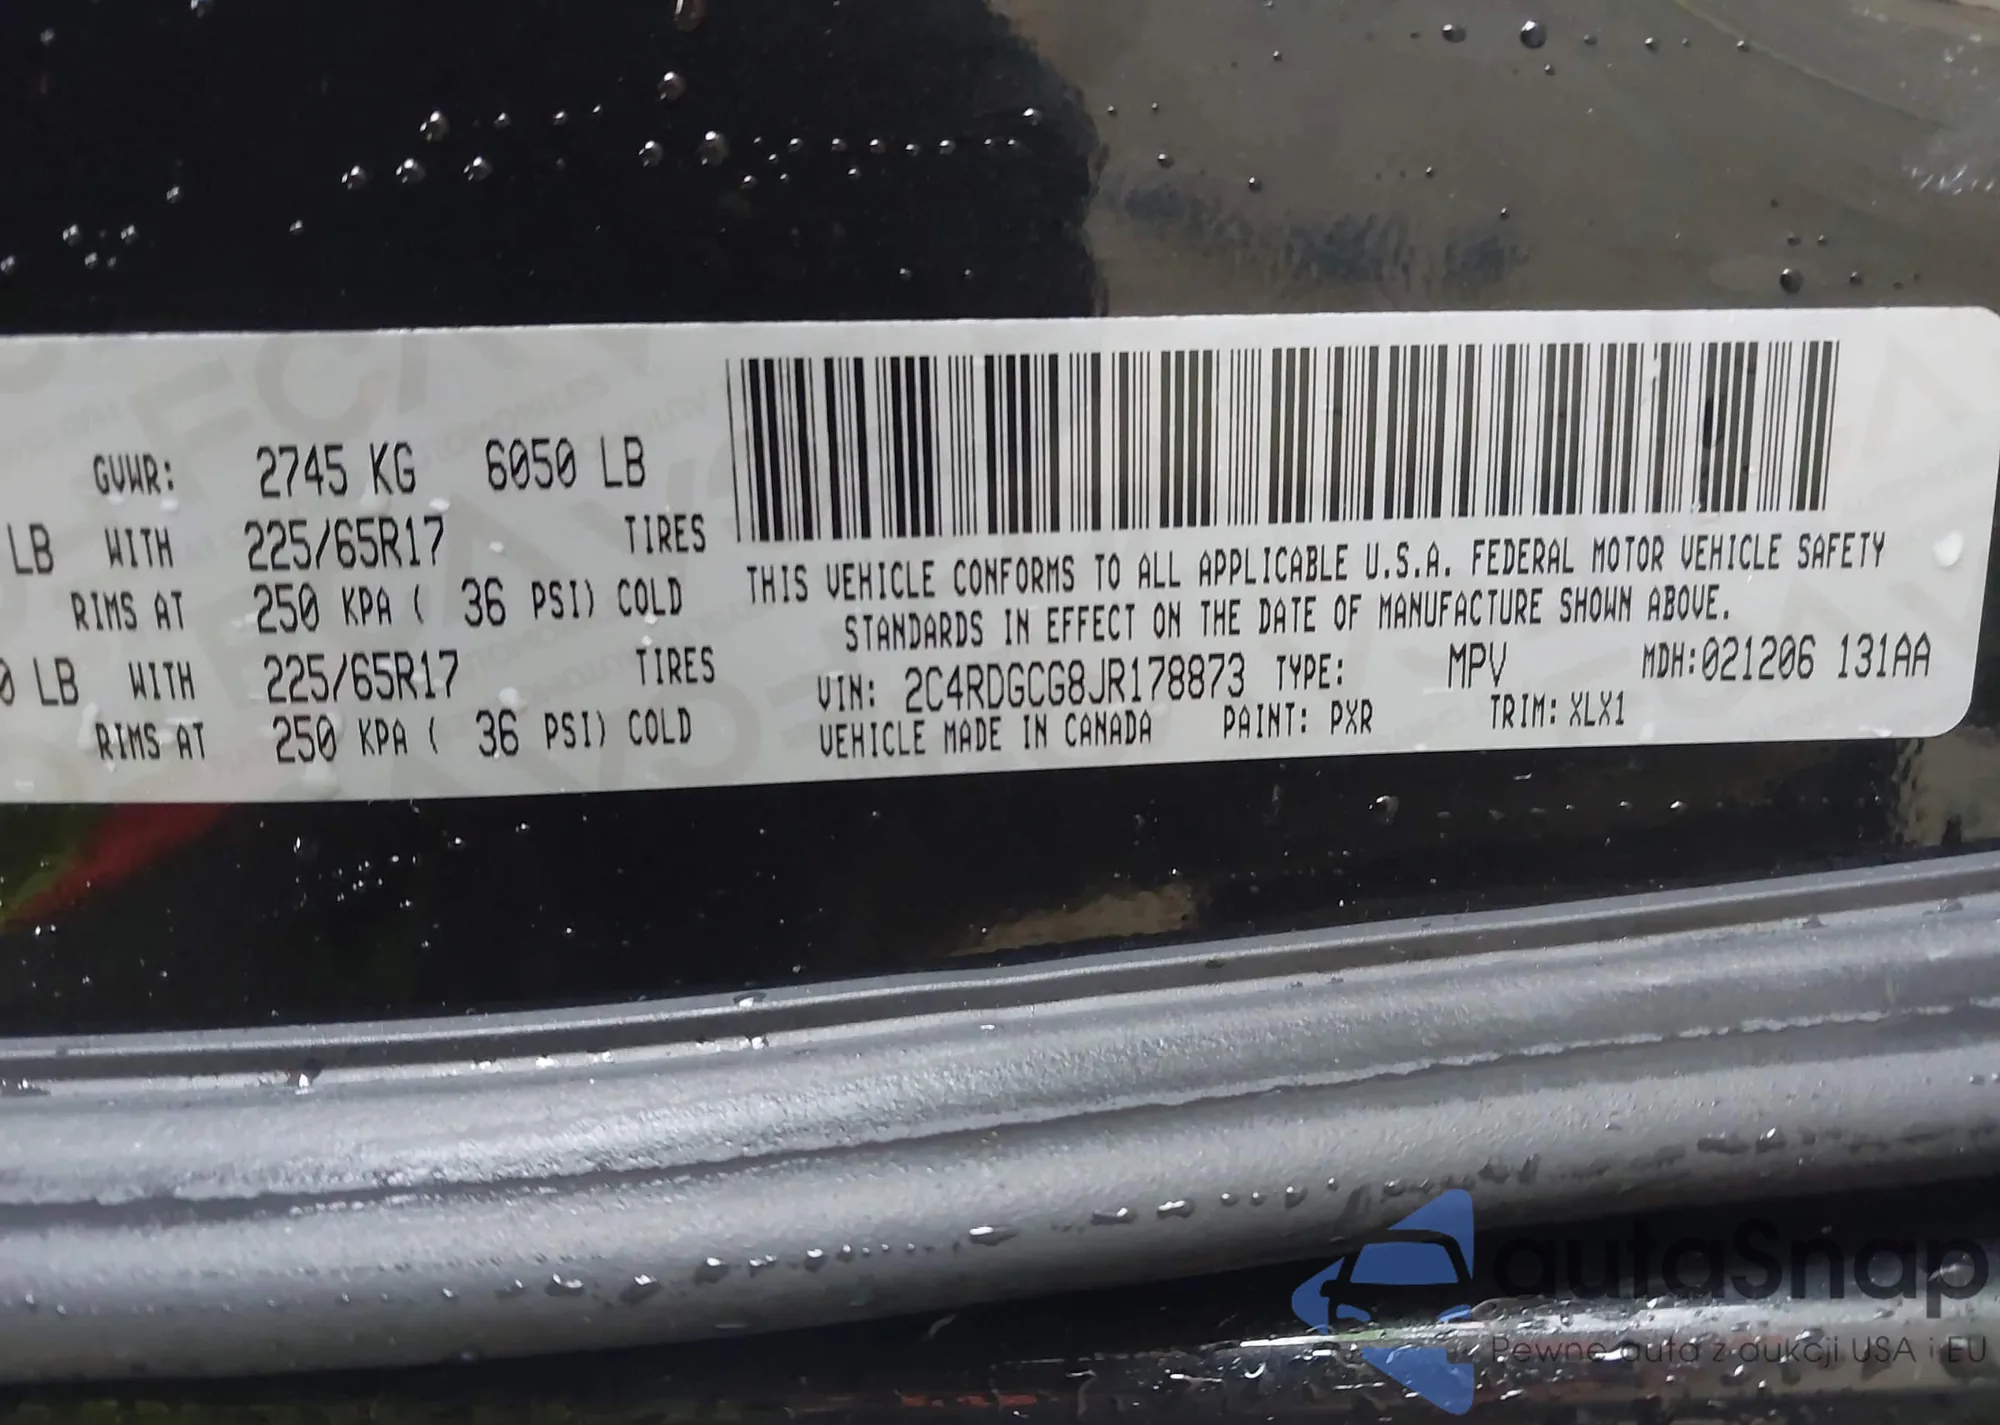 GVWR: 2745 KG 6050 LB
LB WITH 225/65R17 TIRES
RIMS AT 250 KPA ( 36 PSI) COLD
0 LB WITH 225/65R17 TIRES
RIMS AT 250 KPA ( 36 PSI) COLD
THIS VEHICLE CONFORMS TO ALL APPLICABLE U.S.A. FEDERAL MOTOR VEHICLE SAFETY
STANDARDS IN EFFECT ON THE DATE OF MANUFACTURE SHOWN ABOVE.
VIN: 2C4RDGCG8JR178873 TYPE: MPV MDH:021206 131AA
VEHICLE MADE IN CANADA PAINT: PXR TRIM: XLX1
autaSnap
Pewne auta z aukcji USA i EU